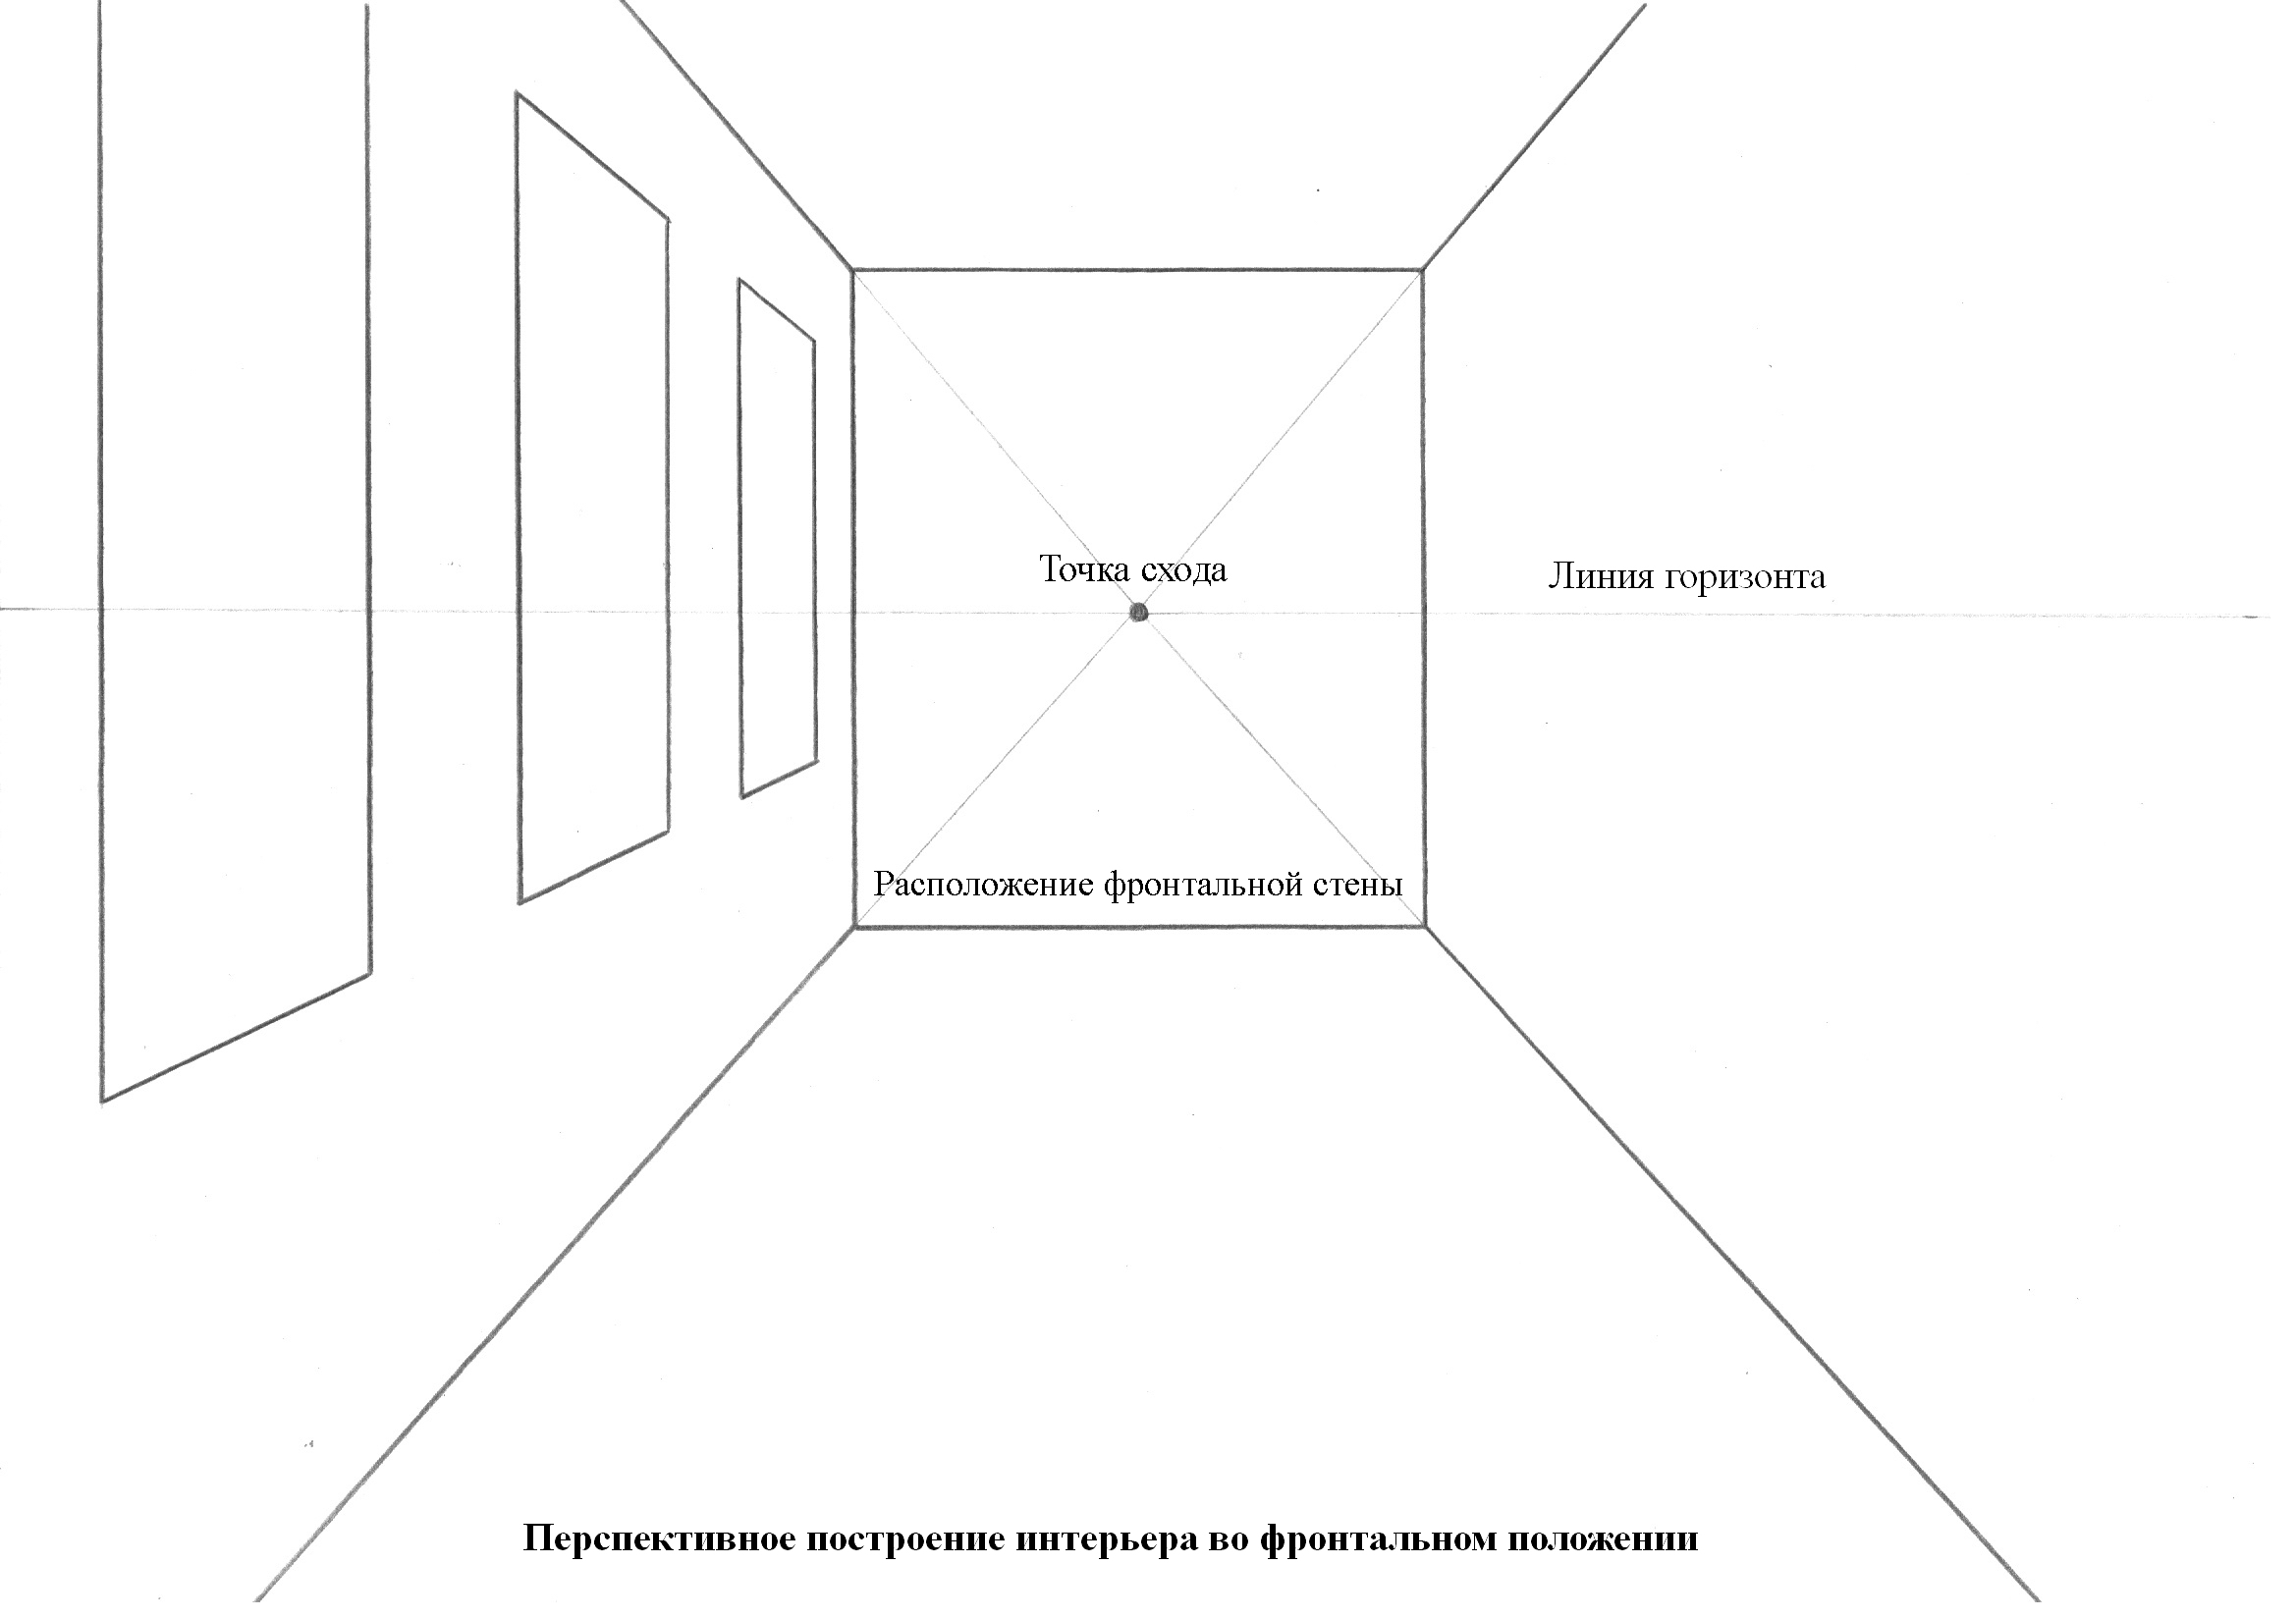 Точка схода
Линия горизонта
Расположение фронтальной стены
Перспективное построение интерьера во фронтальном положении